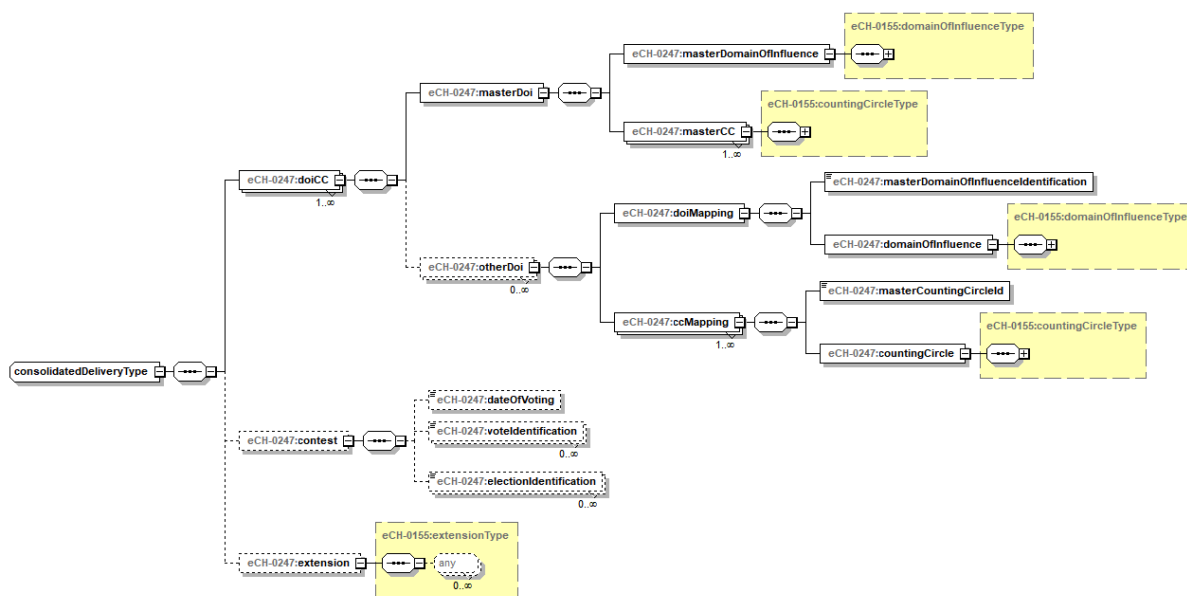 eCH-0155:domainOfInfluenceType
eCH-0247:masterDomainOfInfluence
eCH-0247:masterDoi
eCH-0155:countingCircleType
eCH-0247:masterCC
1..∞
eCH-0247:doiCC
1..∞
eCH-0247:masterDomainOfInfluenceIdentification
eCH-0247:doiMapping
eCH-0155:domainOfInfluenceType
eCH-0247:domainOfInfluence
eCH-0247:otherDoi
0..∞
eCH-0247:masterCountingCircleId
eCH-0247:ccMapping
1..∞
eCH-0155:countingCircleType
eCH-0247:countingCircle
consolidatedDeliveryType
eCH-0247:dateOfVoting
eCH-0247:contest
eCH-0247:voteIdentification
0..∞
eCH-0247:electionIdentification
0..∞
eCH-0155:extensionType
eCH-0247:extension
any
0..∞